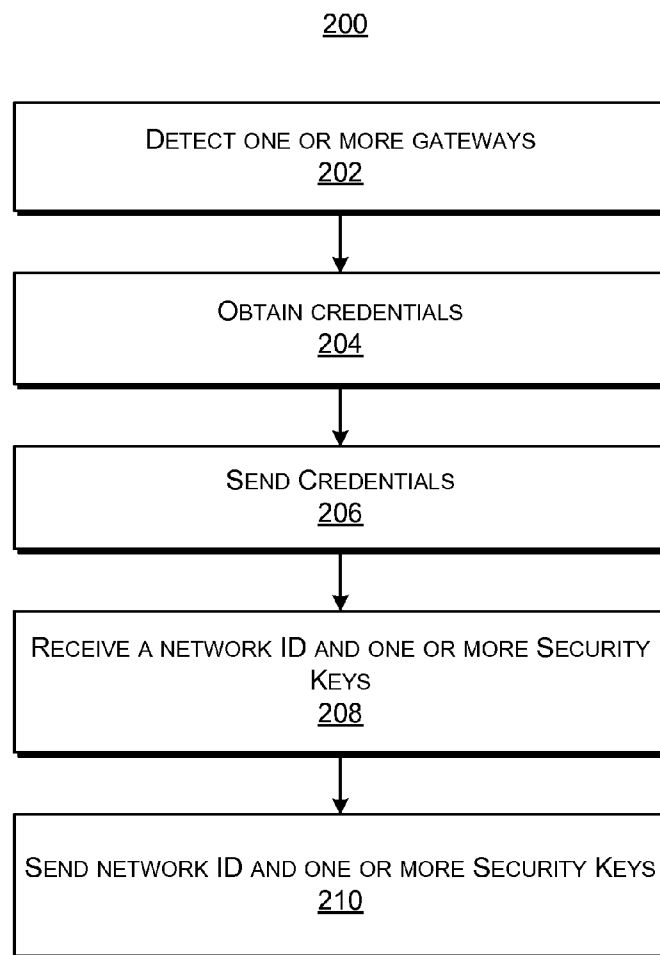 200
DETECT ONE OR MORE GATEWAYS
202
OBTAIN CREDENTIALS
204
SEND CREDENTIALS
206
RECEIVE A NETWORK ID AND ONE OR MORE SECURITY
KEYS
208
SEND NETWORK ID AND ONE OR MORE SECURITY KEYS
210